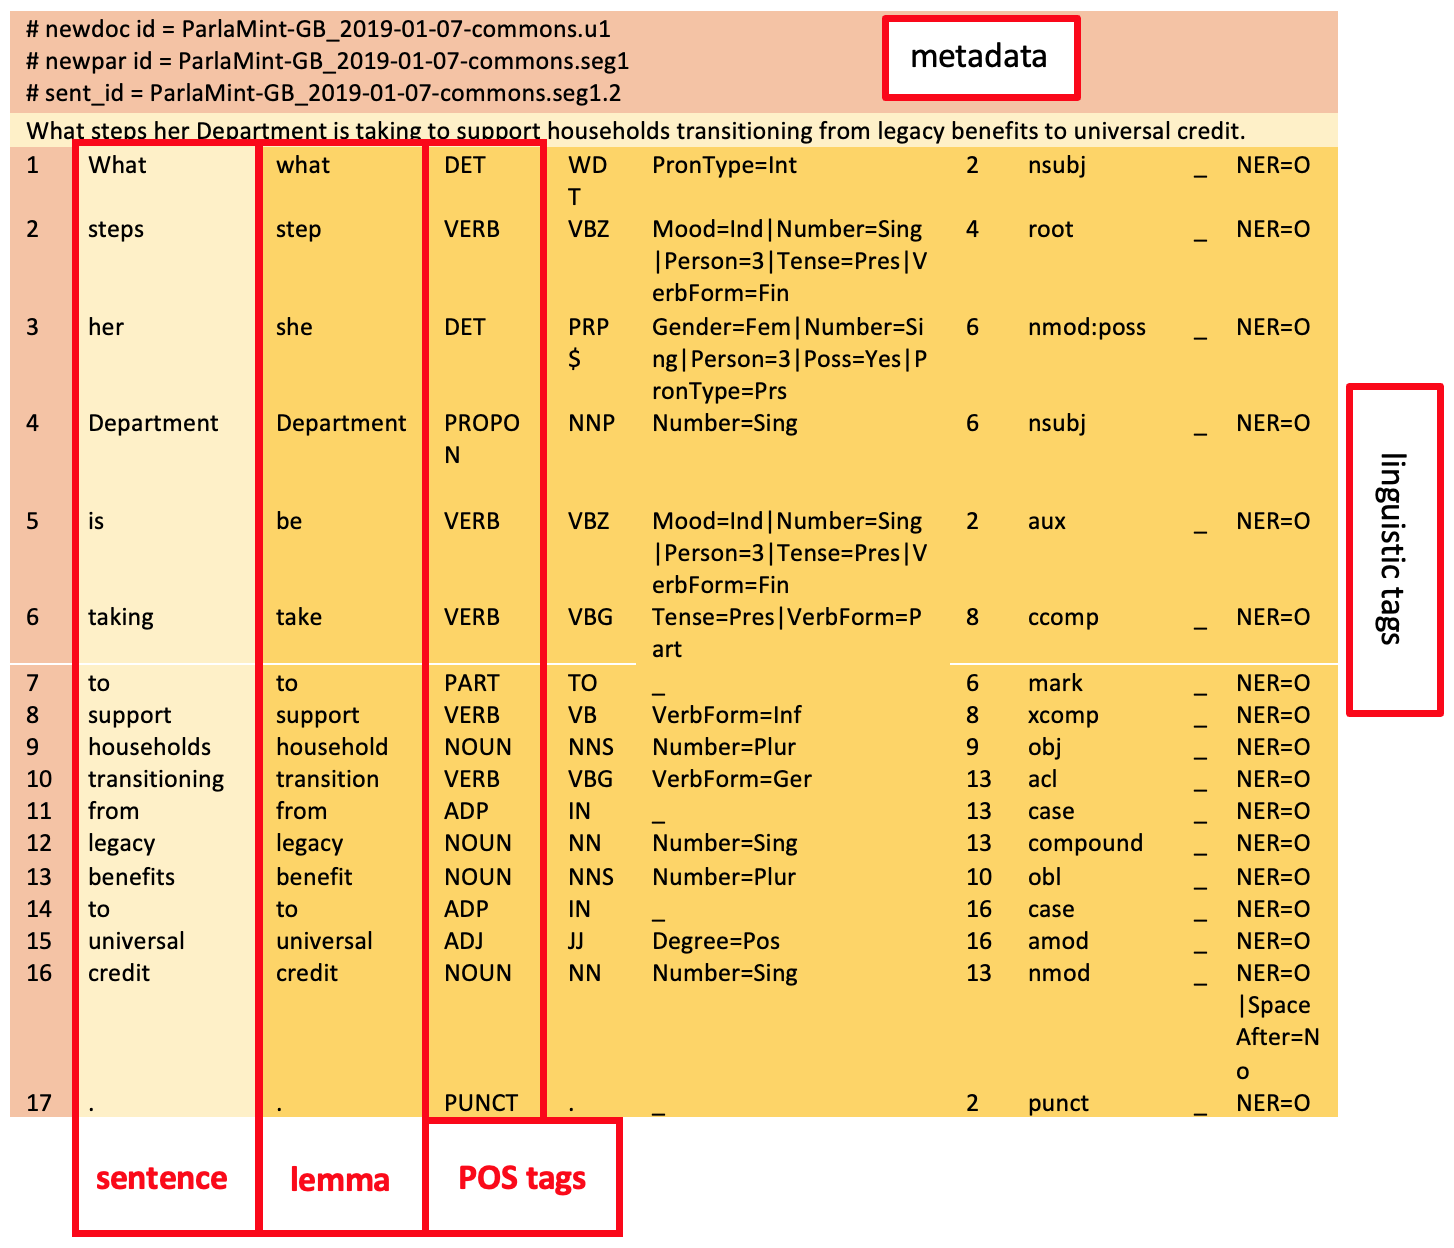 # newdoc id = ParlaMint-GB_2019-01-07-commons.u1
# newpar id = ParlaMint-GB_2019-01-07-commons.seg1
# sent_id = ParlaMint-GB_2019-01-07-commons.seg1.2
metadata
What steps her Department is taking to support households transitioning from legacy benefits to universal credit.
1 What what DET WD PronType=Int 2 nsubj _ NER=O
T
2 steps step VERB VBZ Mood=Ind|Number=Sing 4 root _ NER=O
|Person=3|Tense=Pres|V
erbForm=Fin
3 her she DET PRP Gender=Fem|Number=Si 6 nmod:poss _ NER=O
$ ng|Person=3|Poss=Yes|P
ronType=Prs
4 Department Department PROPO NNP Number=Sing 6 nsubj _ NER=O
N
5 is be VERB VBZ Mood=Ind|Number=Sing 2 aux _ NER=O
|Person=3|Tense=Pres|V
erbForm=Fin
6 taking take VERB VBG Tense=Pres|VerbForm=P 8 ccomp _ NER=O
art
7 to to PART TO _ 6 mark _ NER=O
8 support support VERB VB VerbForm=Inf 8 xcomp _ NER=O
9 households household NOUN NNS Number=Plur 9 obj _ NER=O
10 transitioning transition VERB VBG VerbForm=Ger 13 acl _ NER=O
11 from from ADP IN _ 13 case _ NER=O
12 legacy legacy NOUN NN Number=Sing 13 compound _ NER=O
13 benefits benefit NOUN NNS Number=Plur 10 obl _ NER=O
14 to to ADP IN _ 16 case _ NER=O
15 universal universal ADJ JJ Degree=Pos 16 amod _ NER=O
16 credit credit NOUN NN Number=Sing 13 nmod _ NER=O
|Space
After=N
o
17 . . PUNCT . _ 2 punct _ NER=O
linguistic tags
sentence lemma POS tags